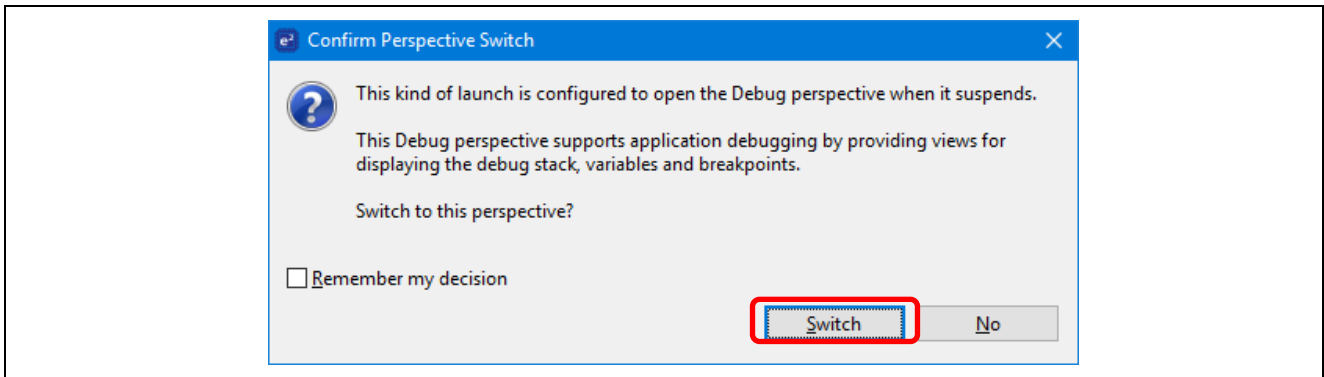 e² Confirm Perspective Switch
? This kind of launch is configured to open the Debug perspective when it suspends.
This Debug perspective supports application debugging by providing views for
displaying the debug stack, variables and breakpoints.
Switch to this perspective?
Remember my decision
Switch No